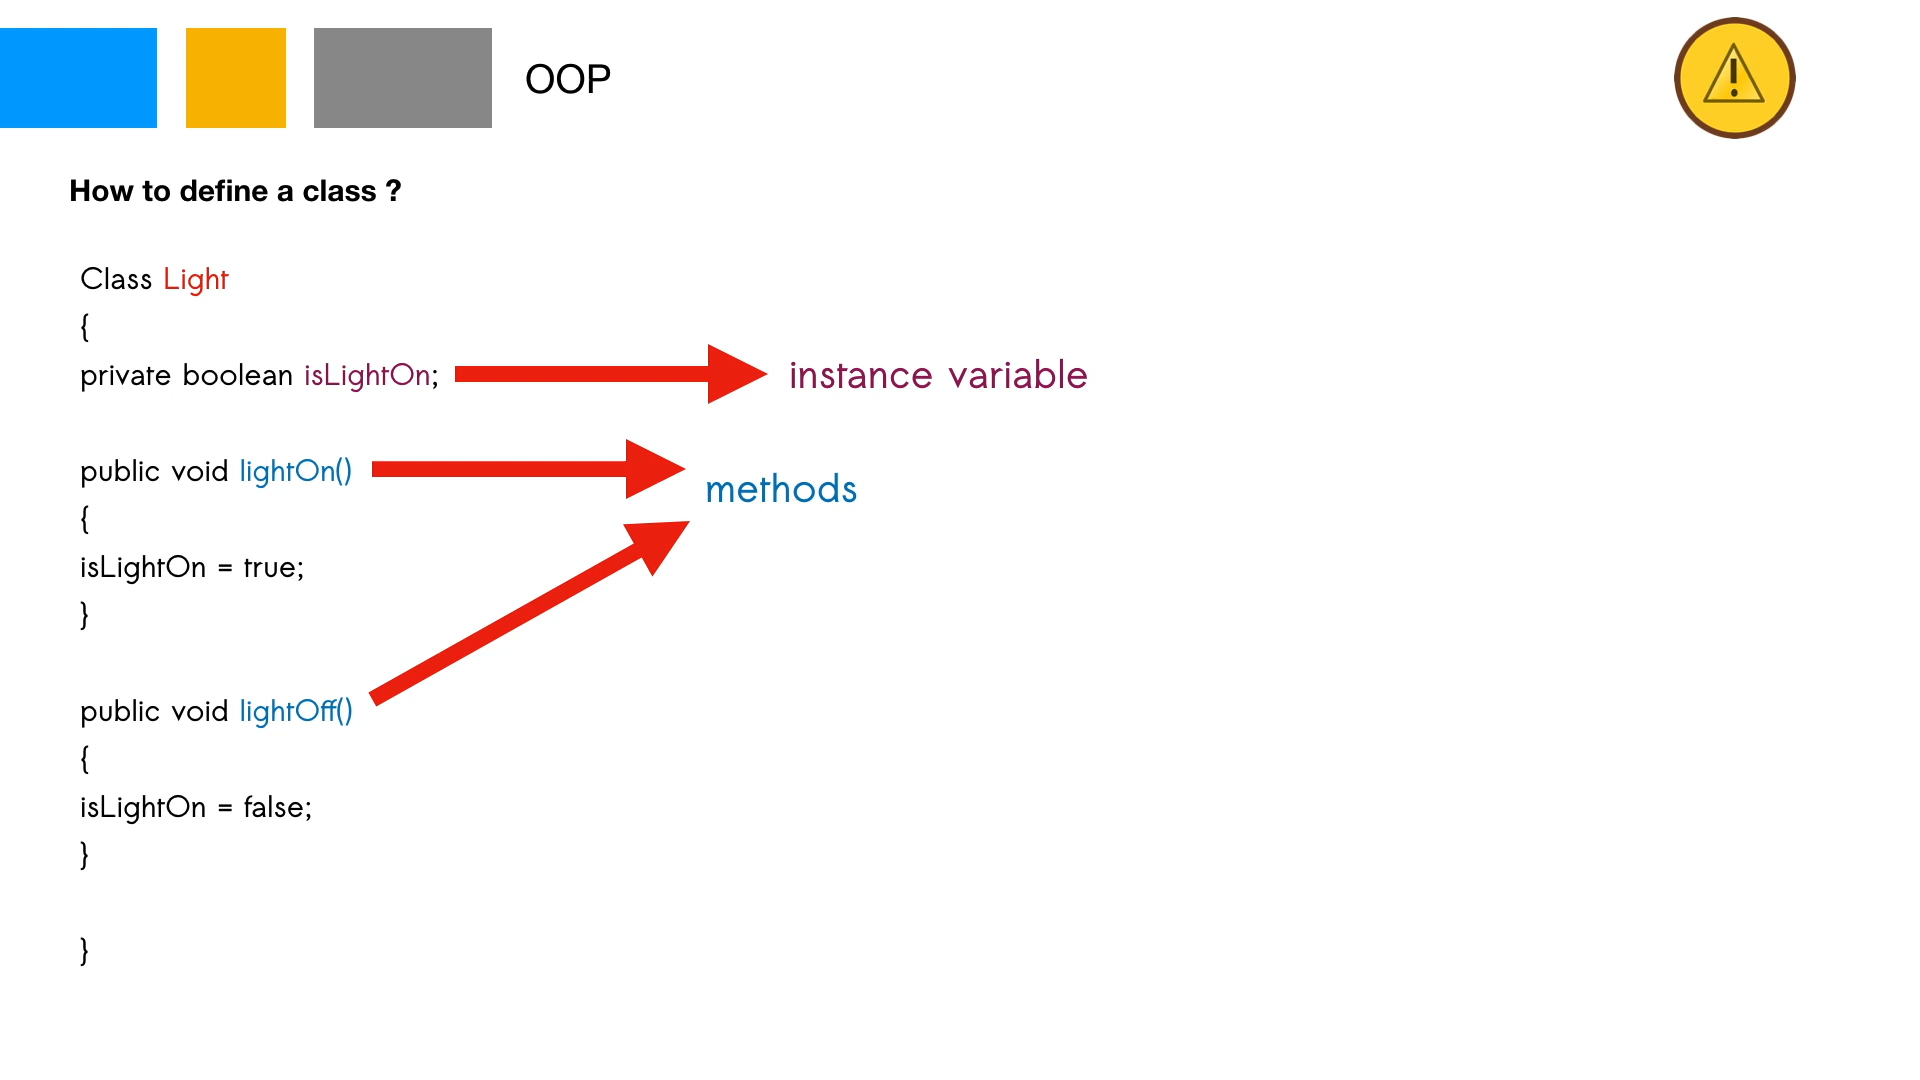 OOP
How to define a class ?
Class Light
{
private boolean isLightOn;
instance variable
public void lightOn()
methods
{
isLightOn = true;
}
public void lightOff()
{
isLightOn = false;
}
}